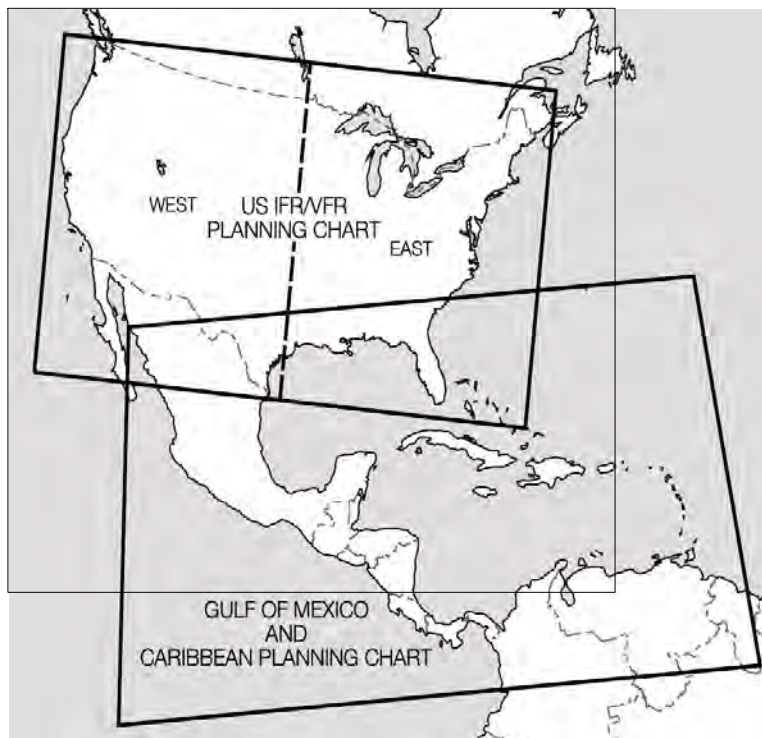 WEST
US IFR/VFR
PLANNING CHART
EAST
GULF OF MEXICO
AND
CARIBBEAN PLANNING CHART